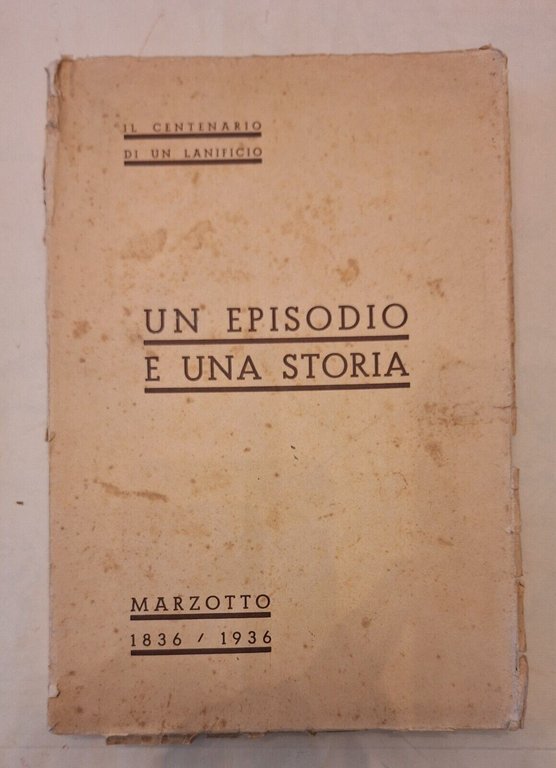 IL CENTENARIO
DI UN LANIFICIO
UN EPISODIO
E UNA STORIA
MARZOTTO
1836 / 1936